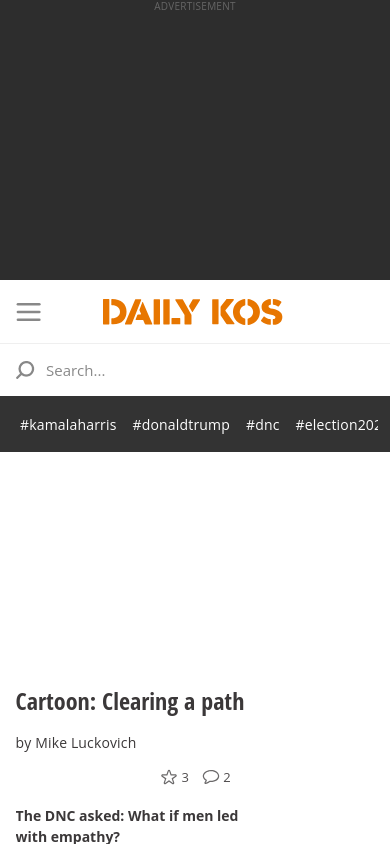 ADVERTISEMENT
DAILY KOS
Search...
#kamalaharris #donaldtrump #dnc #election202
Cartoon: Clearing a path
by Mike Luckovich
3 2
The DNC asked: What if men led
with empathy?